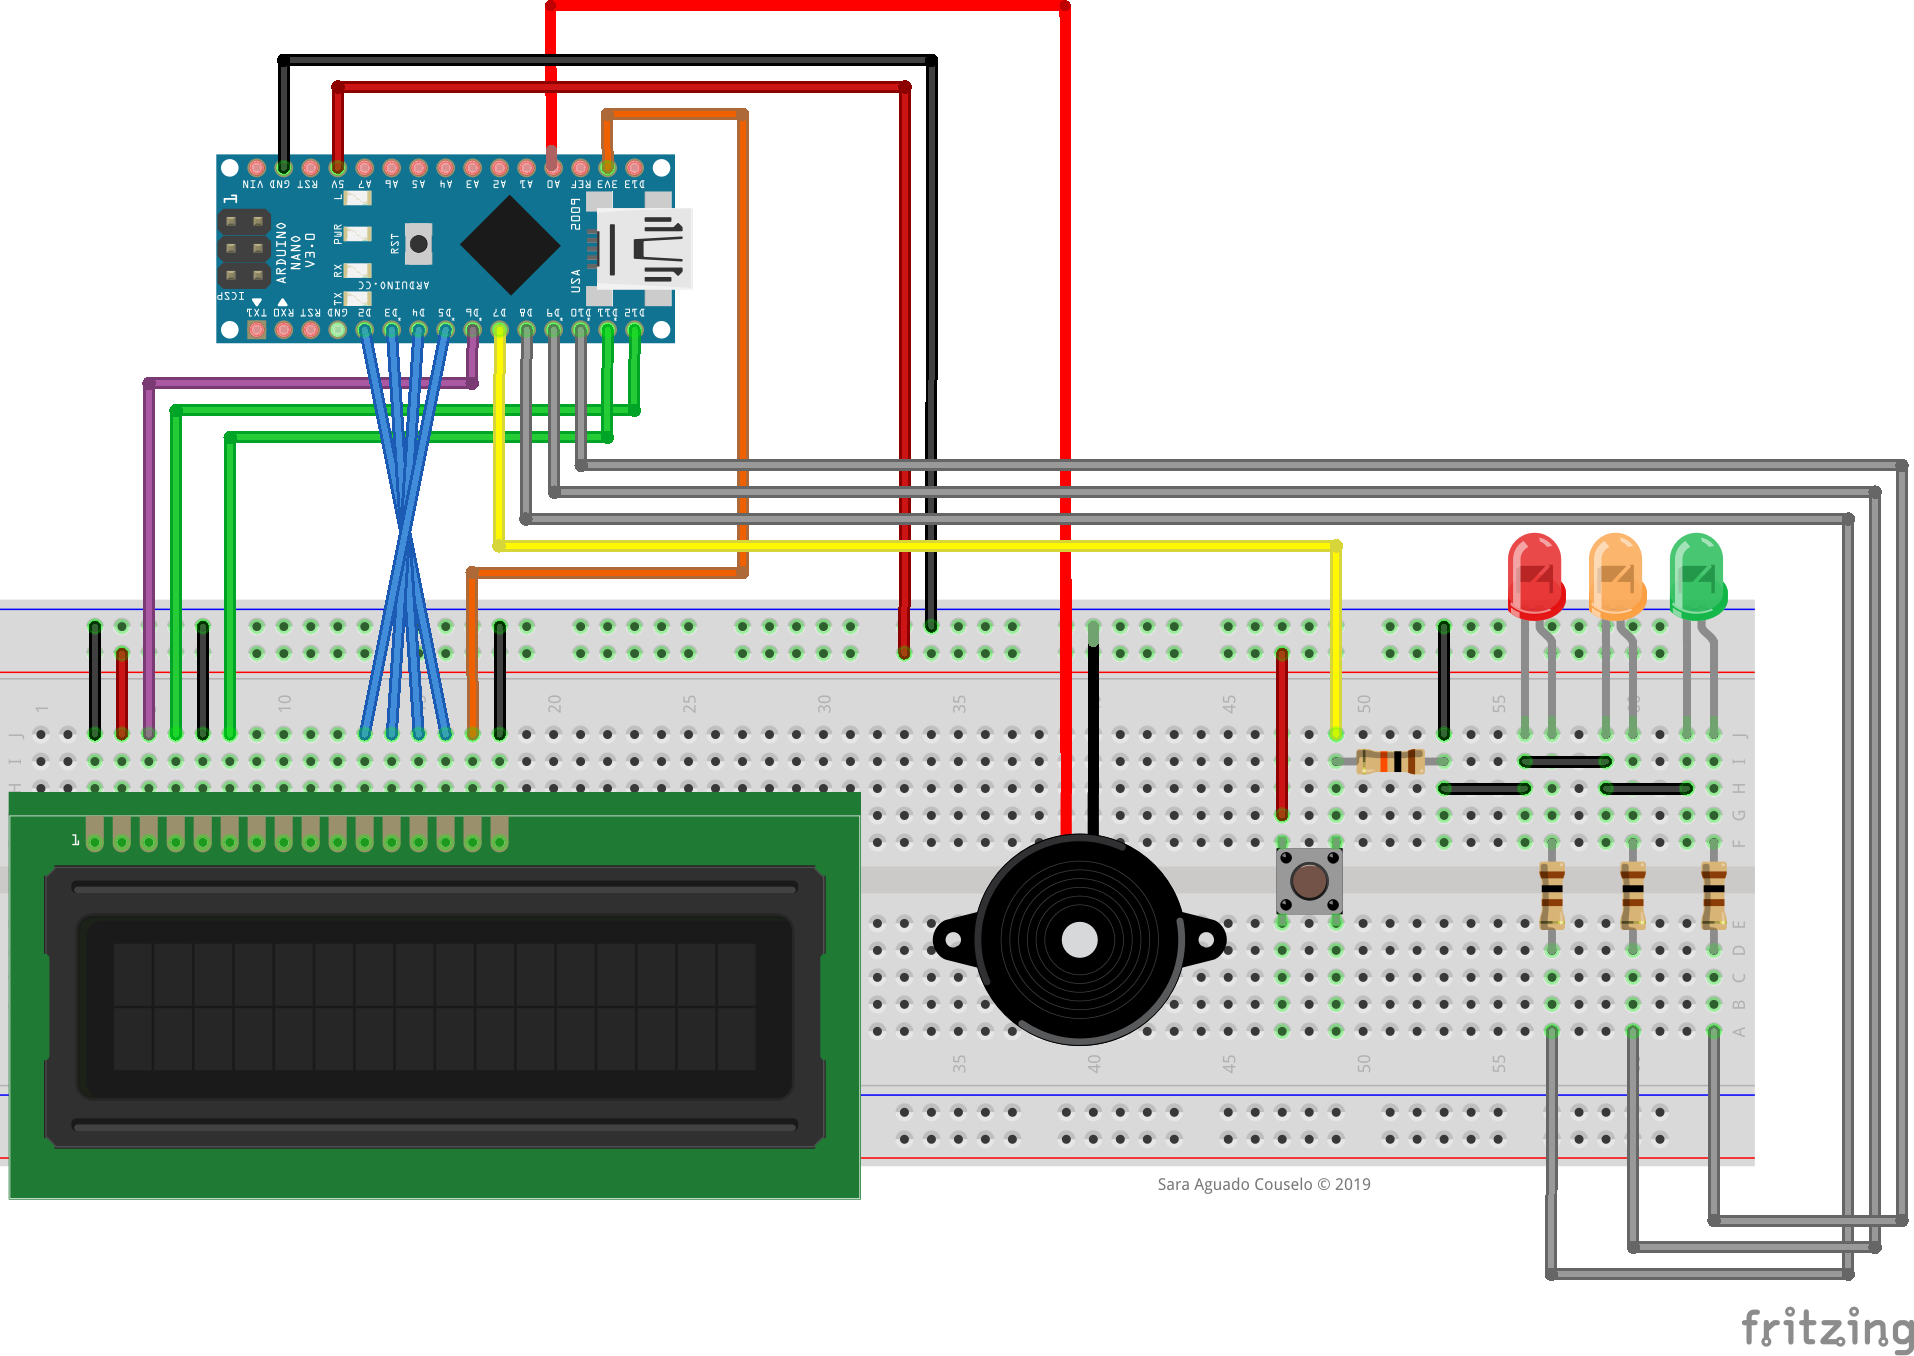 VIN GND RST 5V A7 A6 A5 A4 A3 A2 A1 A0 REF 3V3 D13
1
L
PWR
RX
TX
RST
ARDUINO
NANO
V3.0
ICSP
ARDUINO.CC
USA
TX1 RX0 RST GND D2 D3 D4 D5 D6 D7 D8 D9 D10 D11 D12
1 10 20 25 30 35 45 50 55
J J
I I
H H
G
F
1
E
D
C
B
A
35 40 45 50 55
Sara Aguado Couselo © 2019
fritzing